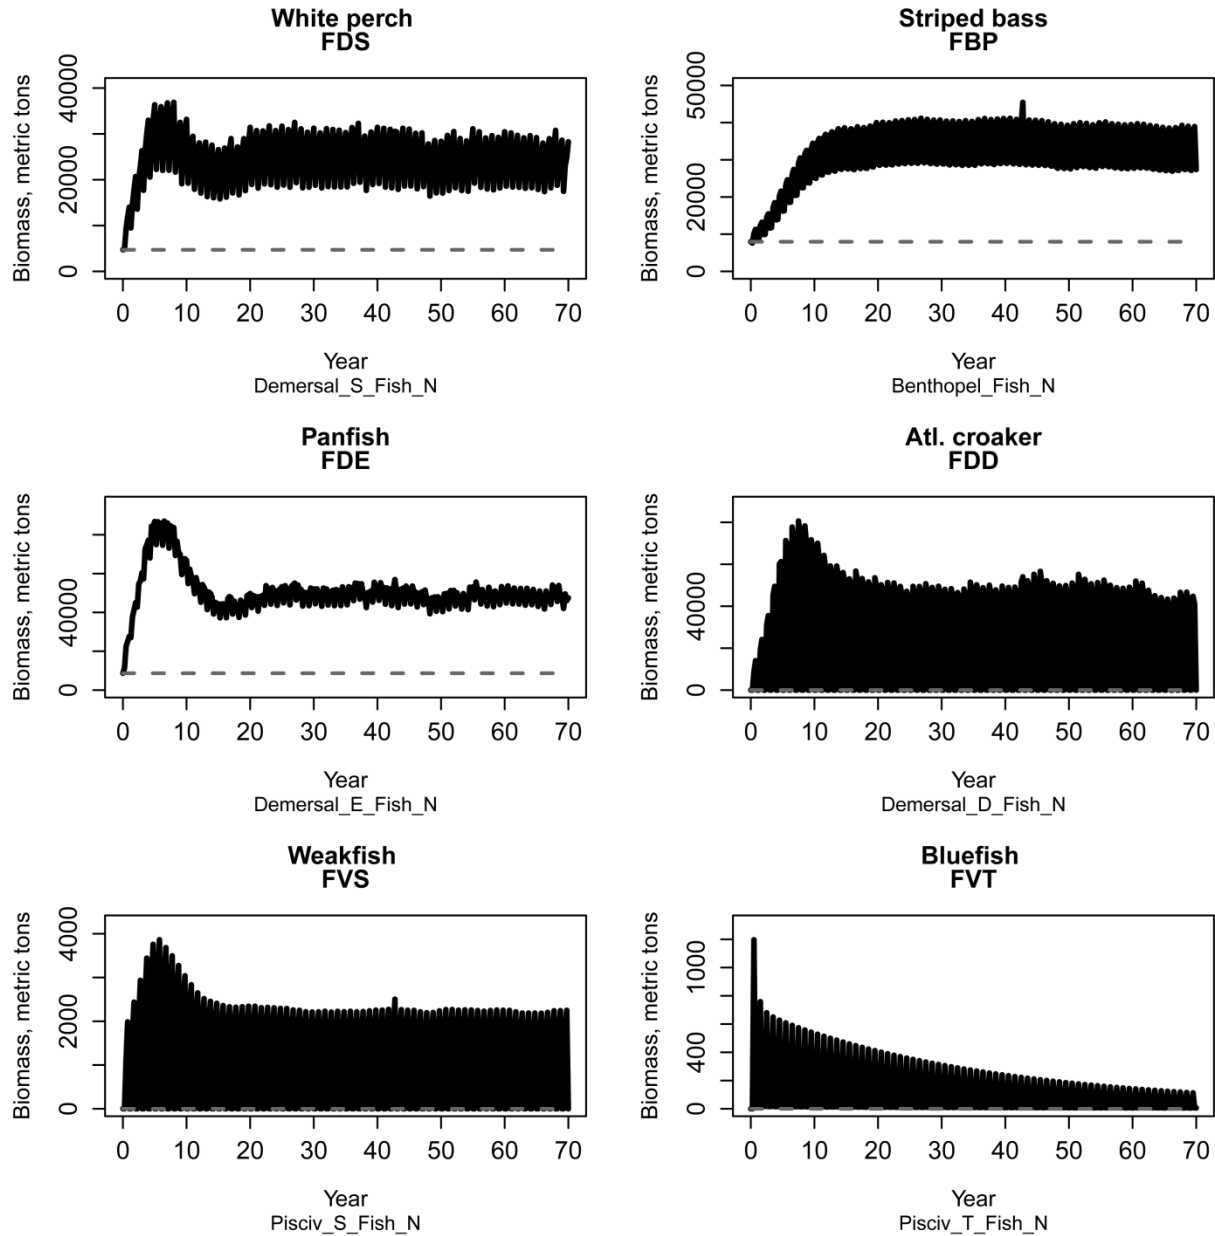 White perch
FDS
Biomass, metric tons
0
20000
40000
0 10 20 30 40 50 60 70
Year
Demersal_S_Fish_N
Striped bass
FBP
Biomass, metric tons
0
20000
50000
0 10 20 30 40 50 60 70
Year
Benthopel_Fish_N
Panfish
FDE
Biomass, metric tons
0
40000
0 10 20 30 40 50 60 70
Year
Demersal_E_Fish_N
Atl. croaker
FDD
Biomass, metric tons
0
40000
0 10 20 30 40 50 60 70
Year
Demersal_D_Fish_N
Weakfish
FVS
Biomass, metric tons
0
2000
4000
0 10 20 30 40 50 60 70
Year
Pisciv_S_Fish_N
Bluefish
FVT
Biomass, metric tons
0
400
1000
0 10 20 30 40 50 60 70
Year
Pisciv_T_Fish_N